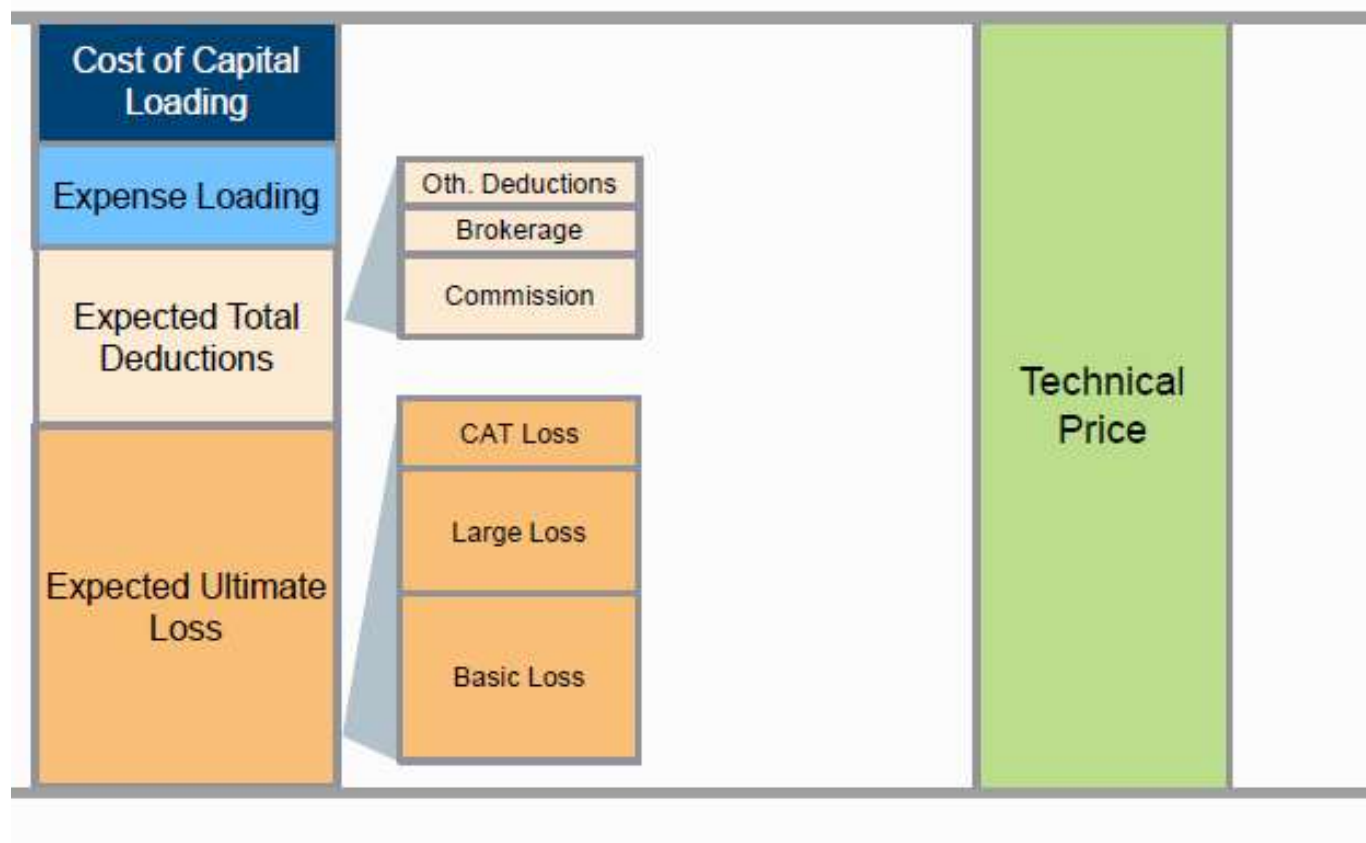 Cost of Capital
Loading
Expense Loading
Expected Total
Deductions
Expected Ultimate
Loss
Oth. Deductions
Brokerage
Commission
CAT Loss
Large Loss
Basic Loss
Technical
Price